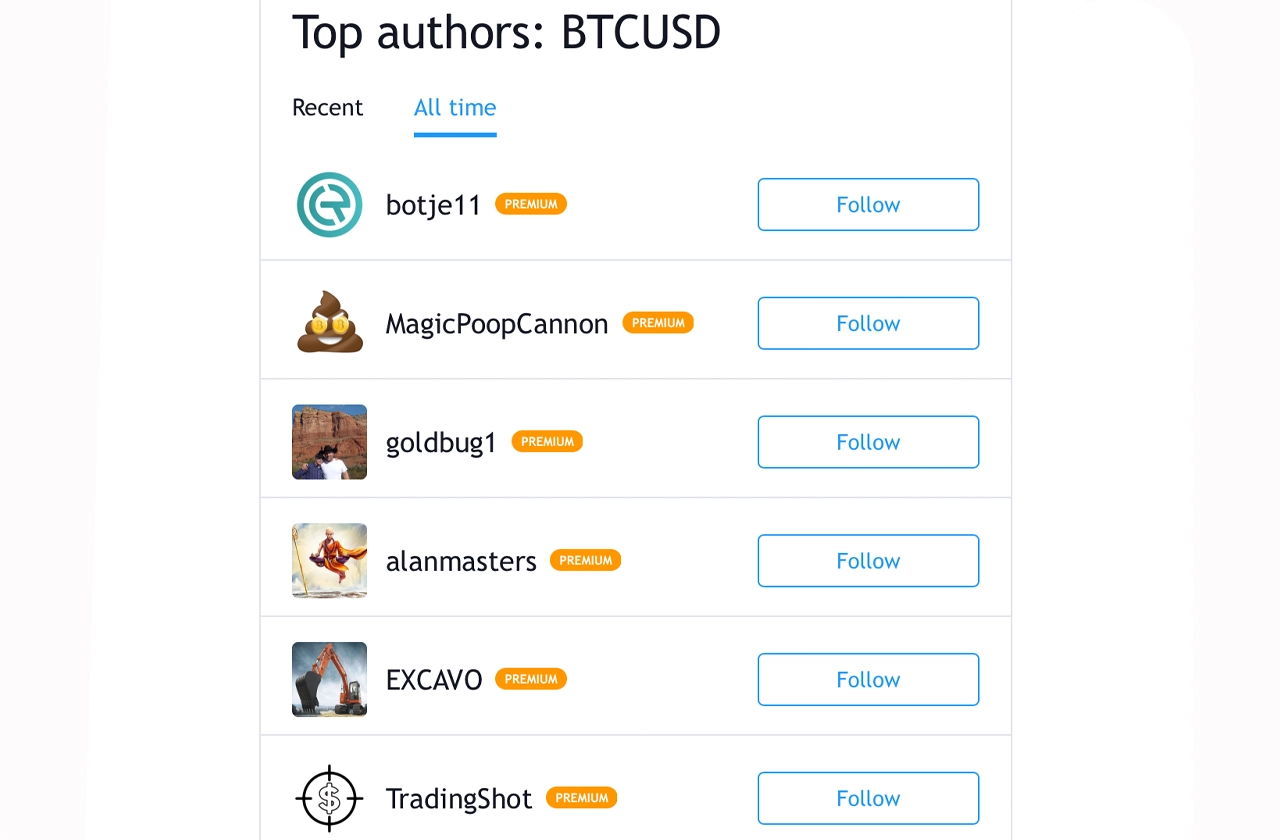 Top authors: BTCUSD
Recent All time
botje11 PREMIUM Follow
MagicPoopCannon PREMIUM Follow
goldbug1 PREMIUM Follow
alanmasters PREMIUM Follow
EXCAVO PREMIUM Follow
TradingShot PREMIUM Follow